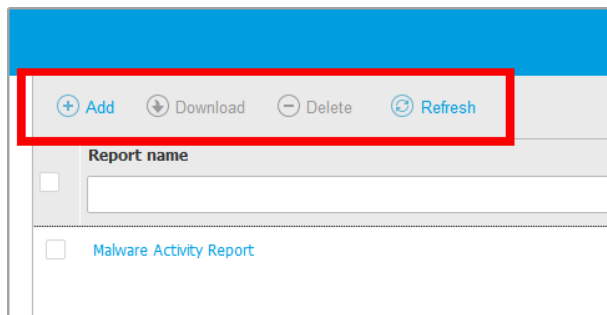 Add Download Delete Refresh
Report name
Malware Activity Report